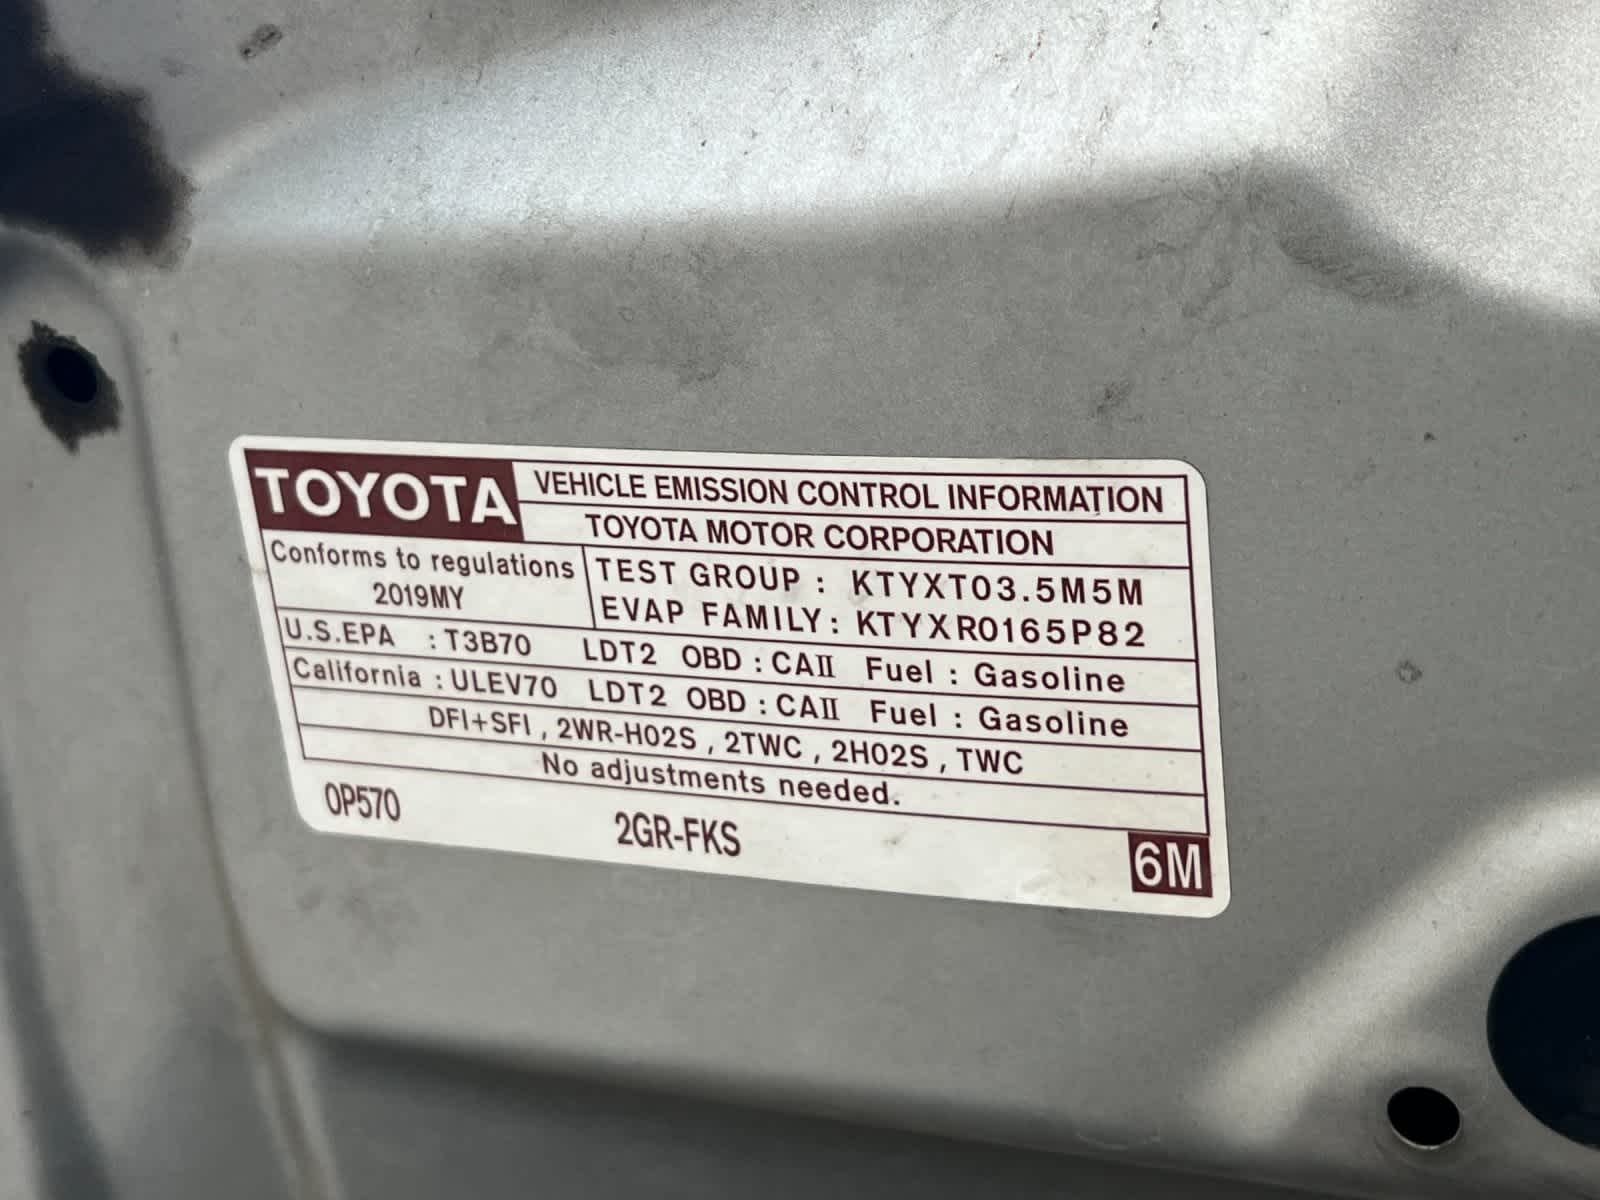 TOYOTA VEHICLE EMISSION CONTROL INFORMATION
TOYOTA MOTOR CORPORATION
Conforms to regulations
2019MY
TEST GROUP : KTYXT03.5M5M
EVAP FAMILY : KTYXR0165P82
U.S.EPA : T3B70 LDT2 OBD : CAII Fuel : Gasoline
California : ULEV70 LDT2 OBD : CAII Fuel : Gasoline
DFI+SFI , 2WR-HO2S , 2TWC , 2HO2S , TWC
No adjustments needed.
0P570 2GR-FKS 6M